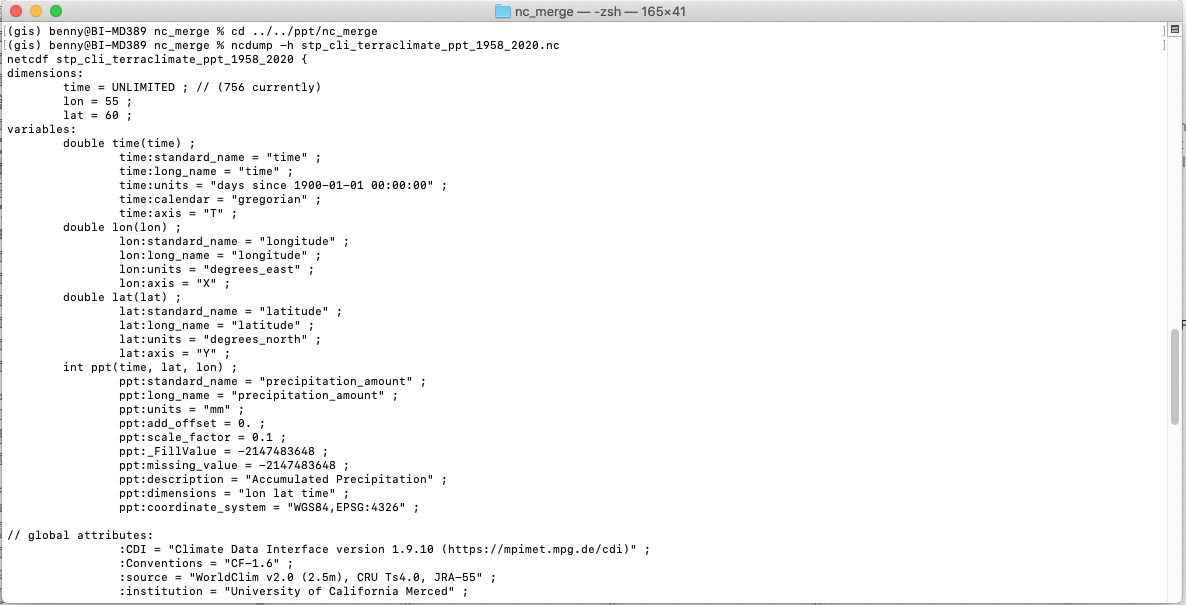 nc_merge — -zsh — 165×41
(gis) benny@BI-MD389 nc_merge % cd ../../ppt/nc_merge
(gis) benny@BI-MD389 nc_merge % ncdump -h stp_cli_terraclimate_ppt_1958_2020.nc
netcdf stp_cli_terraclimate_ppt_1958_2020 {
dimensions:
        time = UNLIMITED ; // (756 currently)
        lon = 55 ;
        lat = 60 ;
variables:
        double time(time) ;
                time:standard_name = "time" ;
                time:long_name = "time" ;
                time:units = "days since 1900-01-01 00:00:00" ;
                time:calendar = "gregorian" ;
                time:axis = "T" ;
        double lon(lon) ;
                lon:standard_name = "longitude" ;
                lon:long_name = "longitude" ;
                lon:units = "degrees_east" ;
                lon:axis = "X" ;
        double lat(lat) ;
                lat:standard_name = "latitude" ;
                lat:long_name = "latitude" ;
                lat:units = "degrees_north" ;
                lat:axis = "Y" ;
        int ppt(time, lat, lon) ;
                ppt:standard_name = "precipitation_amount" ;
                ppt:long_name = "precipitation_amount" ;
                ppt:units = "mm" ;
                ppt:add_offset = 0. ;
                ppt:scale_factor = 0.1 ;
                ppt:_FillValue = -2147483648 ;
                ppt:missing_value = -2147483648 ;
                ppt:description = "Accumulated Precipitation" ;
                ppt:dimensions = "lon lat time" ;
                ppt:coordinate_system = "WGS84,EPSG:4326" ;
// global attributes:
                :CDI = "Climate Data Interface version 1.9.10 (https://mpimet.mpg.de/cdi)" ;
                :Conventions = "CF-1.6" ;
                :source = "WorldClim v2.0 (2.5m), CRU Ts4.0, JRA-55" ;
                :institution = "University of California Merced" ;